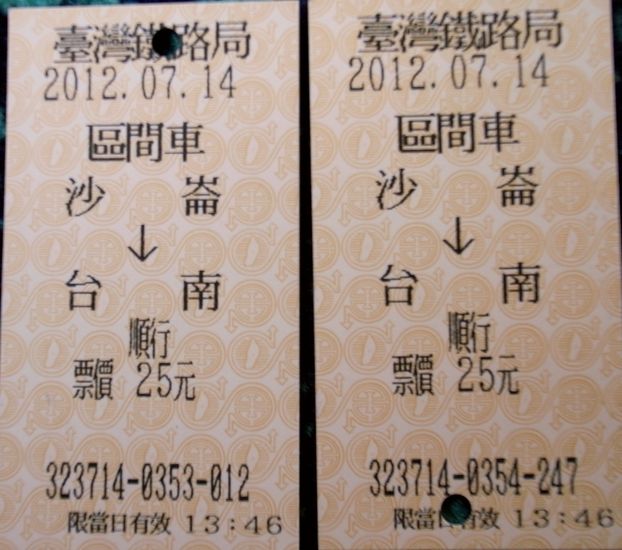 臺灣鐵路局
2012.07.14
區間車
沙崙
↓
台南
順行
票價 25元
323714-0353-012
限當日有效 13:46
臺灣鐵路局
2012.07.14
區間車
沙崙
↓
台南
順行
票價 25元
323714-0354-247
限當日有效 13:46